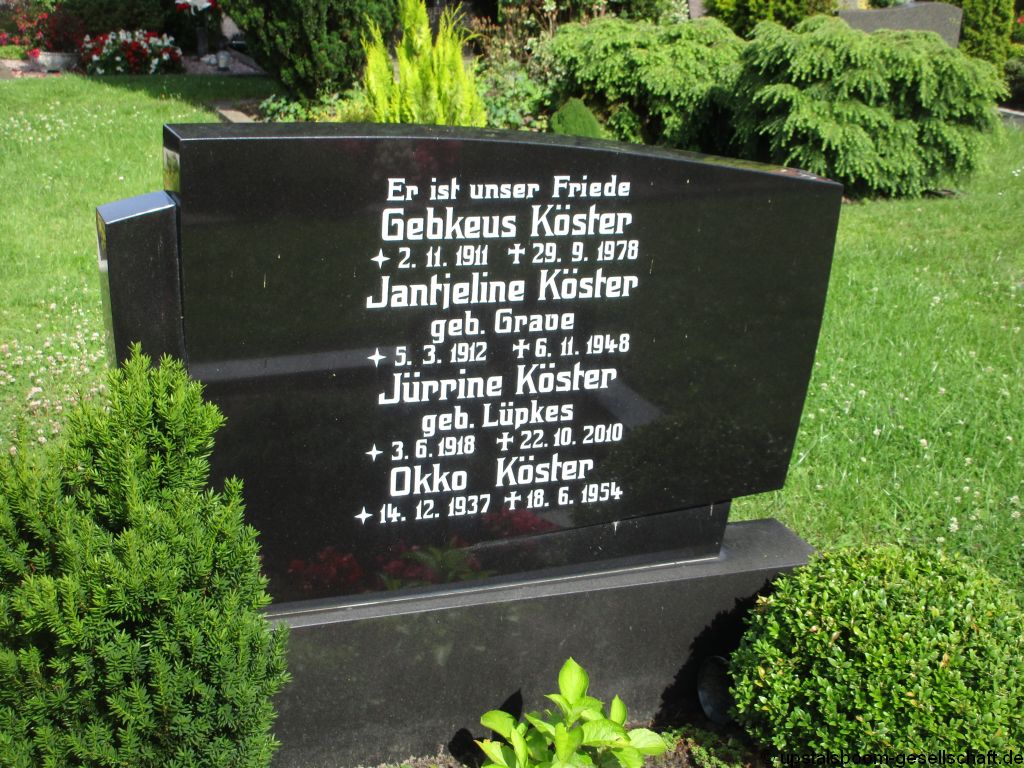 Er ist unser Friede
Gebkeus Köster
✦ 2. 11. 1911 ✝ 29. 9. 1978
Jantjeline Köster
geb. Grave
✦ 5. 3. 1912 ✝ 6. 11. 1948
Jürrine Köster
geb. Lüpkes
✦ 3. 6. 1918 ✝ 22. 10. 2010
Okko Köster
✦ 14. 12. 1937 ✝ 18. 6. 1954
upstalsboom-gesellschaft.de